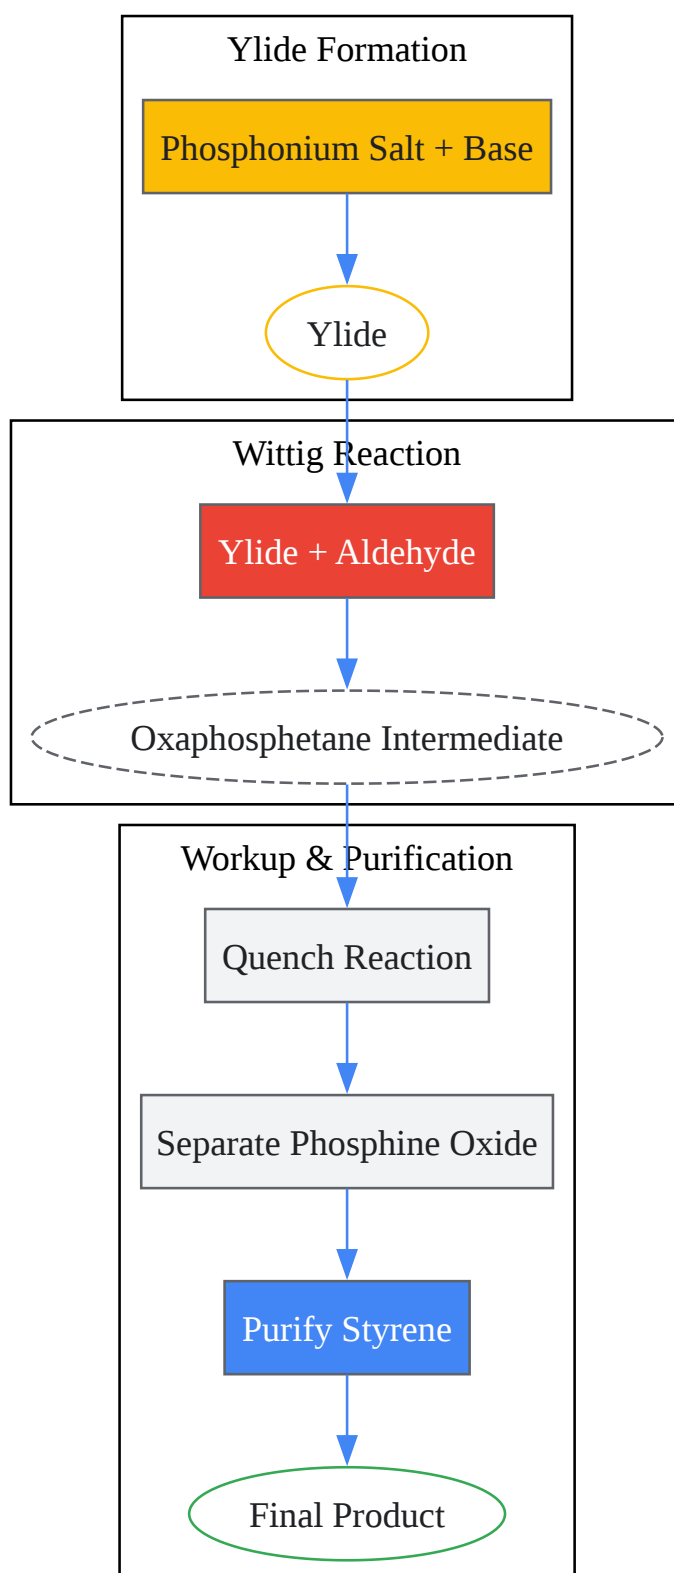 Ylide Formation
Phosphonium Salt + Base
Ylide
Wittig Reaction
Ylide + Aldehyde
Oxaphosphetane Intermediate
Workup & Purification
Quench Reaction
Separate Phosphine Oxide
Purify Styrene
Final Product